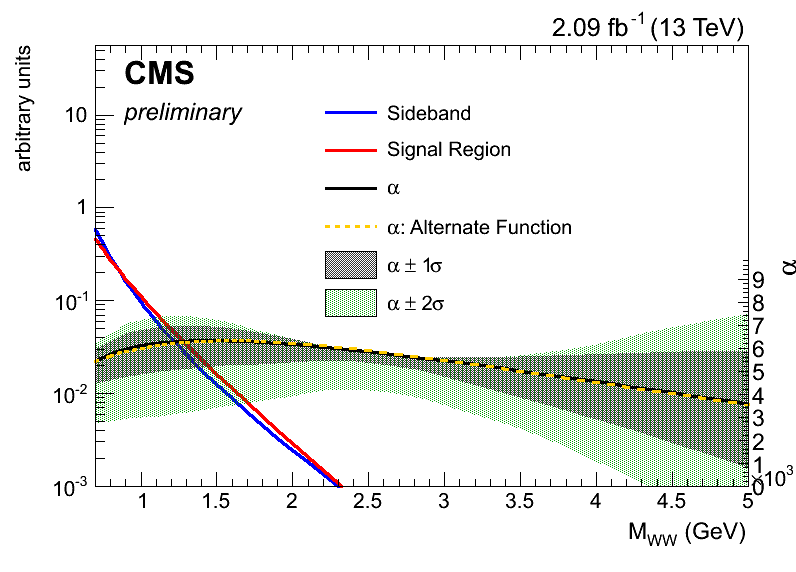 2.09 fb⁻¹ (13 TeV)
CMS
preliminary
arbitrary units
Sideband
Signal Region
α
α: Alternate Function
α ± 1σ
α ± 2σ
10
1
10⁻¹
10⁻²
10⁻³
α
9
8
7
6
5
4
3
2
1
0
×10³
1
1.5
2
2.5
3
3.5
4
4.5
5
M_WW (GeV)